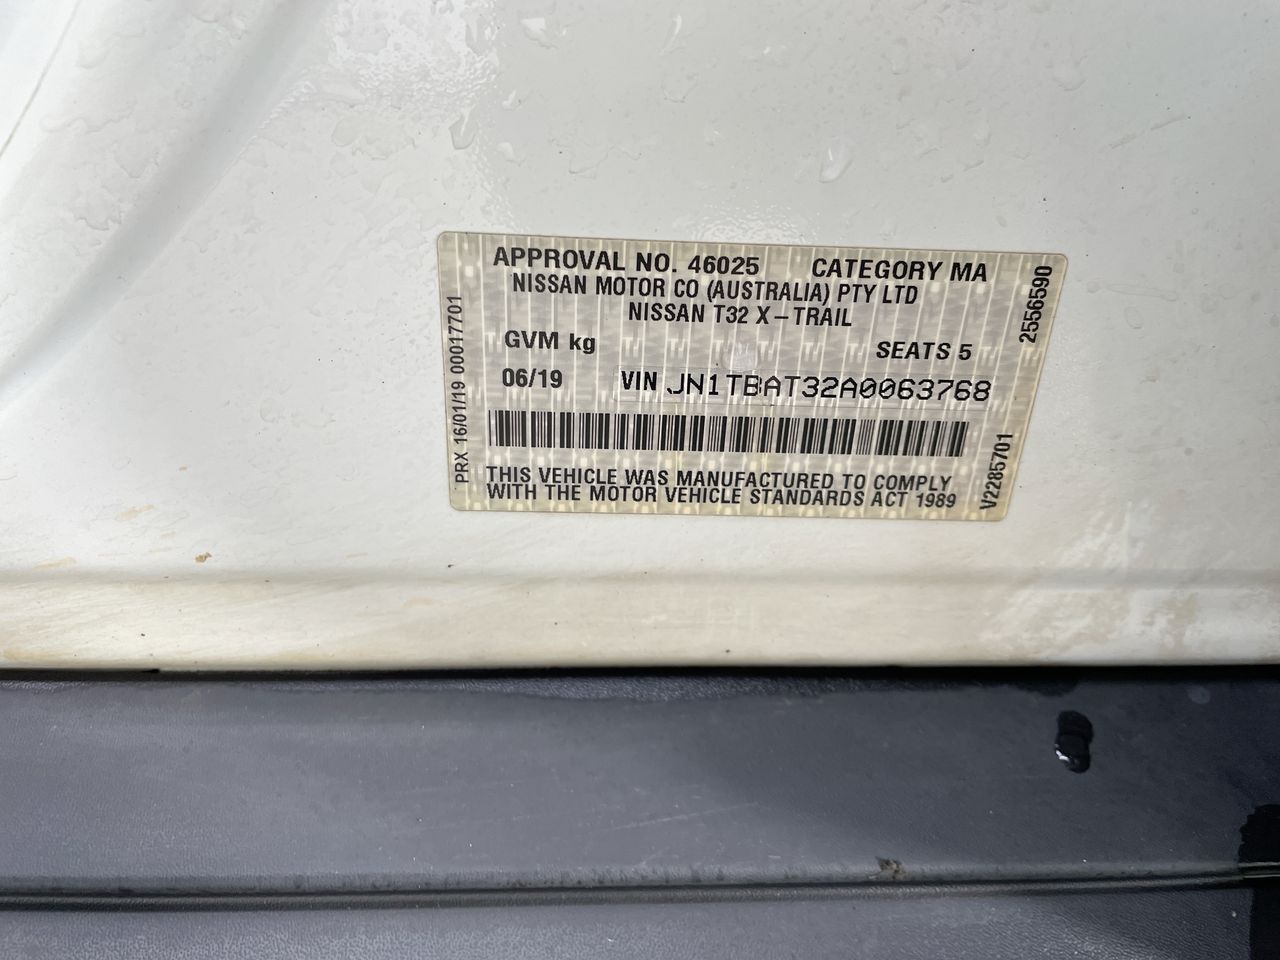 APPROVAL NO. 46025 CATEGORY MA
NISSAN MOTOR CO (AUSTRALIA) PTY LTD
NISSAN T32 X-TRAIL
GVM kg SEATS 5
06/19 VIN JN1TBAT32A0063768
THIS VEHICLE WAS MANUFACTURED TO COMPLY
WITH THE MOTOR VEHICLE STANDARDS ACT 1989
PRX 16/01/19 00017701
2556590
V2285701